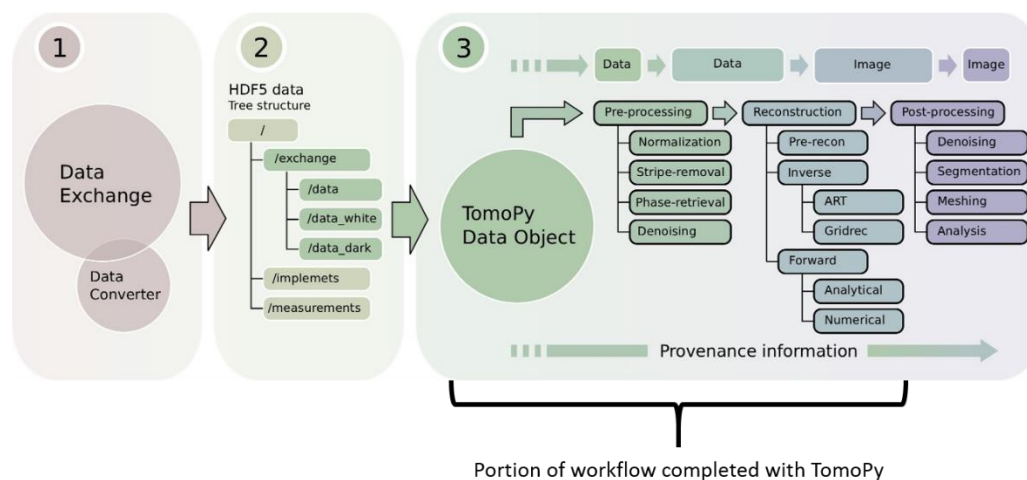 1
Data
Exchange
Data
Converter
2
HDF5 data
Tree structure
/
/exchange
/data
/data_white
/data_dark
/implemets
/measurements
3
TomoPy
Data Object
Data
Data
Image
Image
Pre-processing
Normalization
Stripe-removal
Phase-retrieval
Denoising
Reconstruction
Pre-recon
Inverse
ART
Gridrec
Forward
Analytical
Numerical
Post-processing
Denoising
Segmentation
Meshing
Analysis
Provenance information
Portion of workflow completed with TomoPy